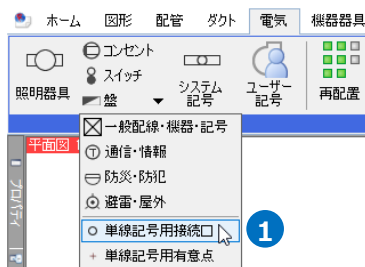 ホーム 図形 配管 ダクト 電気 機器器具
照明器具
コンセント
スイッチ
盤
システム
記号
ユーザー
記号
再配置
一般配線・機器・記号
通信・情報
防災・防犯
避雷・屋外
単線記号用接続口
単線記号用有意点
1
平面図
プロパティ